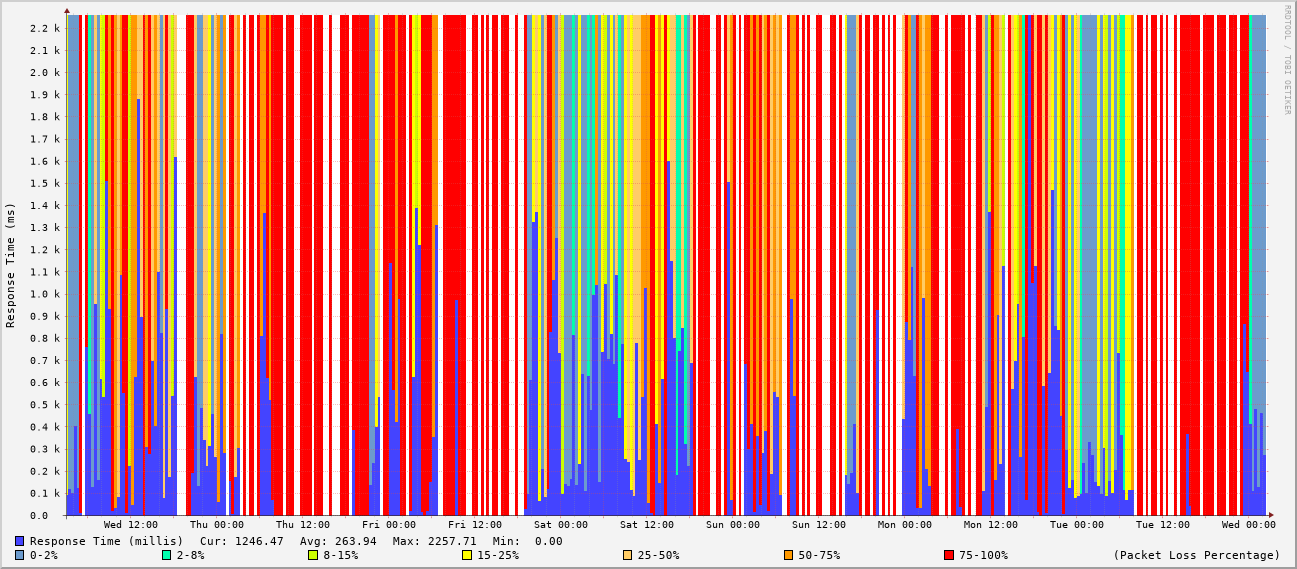 RRDTOOL / TOBI OETIKER
Response Time (ms)
2.2 k
2.1 k
2.0 k
1.9 k
1.8 k
1.7 k
1.6 k
1.5 k
1.4 k
1.3 k
1.2 k
1.1 k
1.0 k
0.9 k
0.8 k
0.7 k
0.6 k
0.5 k
0.4 k
0.3 k
0.2 k
0.1 k
0.0
Wed 12:00 Thu 00:00 Thu 12:00 Fri 00:00 Fri 12:00 Sat 00:00 Sat 12:00 Sun 00:00 Sun 12:00 Mon 00:00 Mon 12:00 Tue 00:00 Tue 12:00 Wed 00:00
Response Time (millis) Cur: 1246.47 Avg: 263.94 Max: 2257.71 Min: 0.00
0-2% 2-8% 8-15% 15-25% 25-50% 50-75% 75-100% (Packet Loss Percentage)